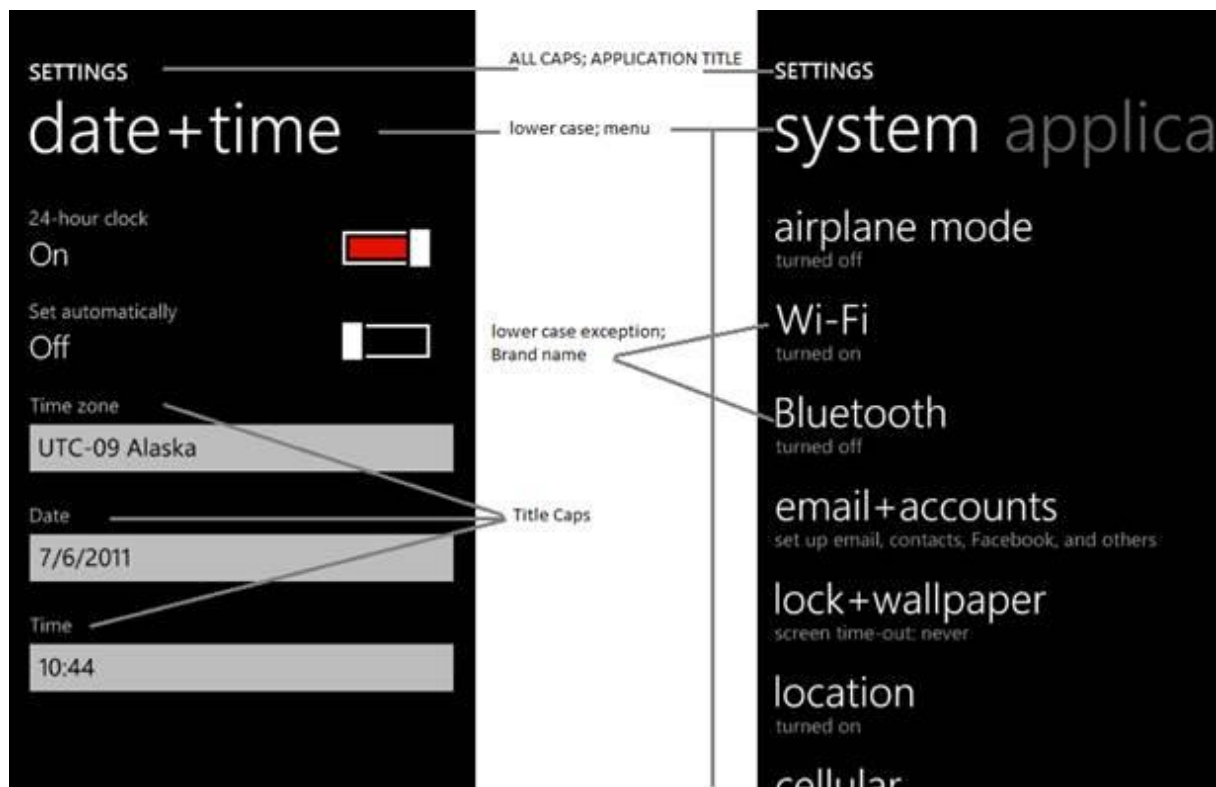 SETTINGS
date+time
24-hour clock
On
Set automatically
Off
Time zone
UTC-09 Alaska
Date
7/6/2011
Time
10:44
ALL CAPS; APPLICATION TITLE
lower case; menu
lower case exception;
Brand name
Title Caps
SETTINGS
system applica
airplane mode
turned off
Wi-Fi
turned on
Bluetooth
turned off
email+accounts
set up email, contacts, Facebook, and others
lock+wallpaper
screen time-out: never
location
turned on
cellular